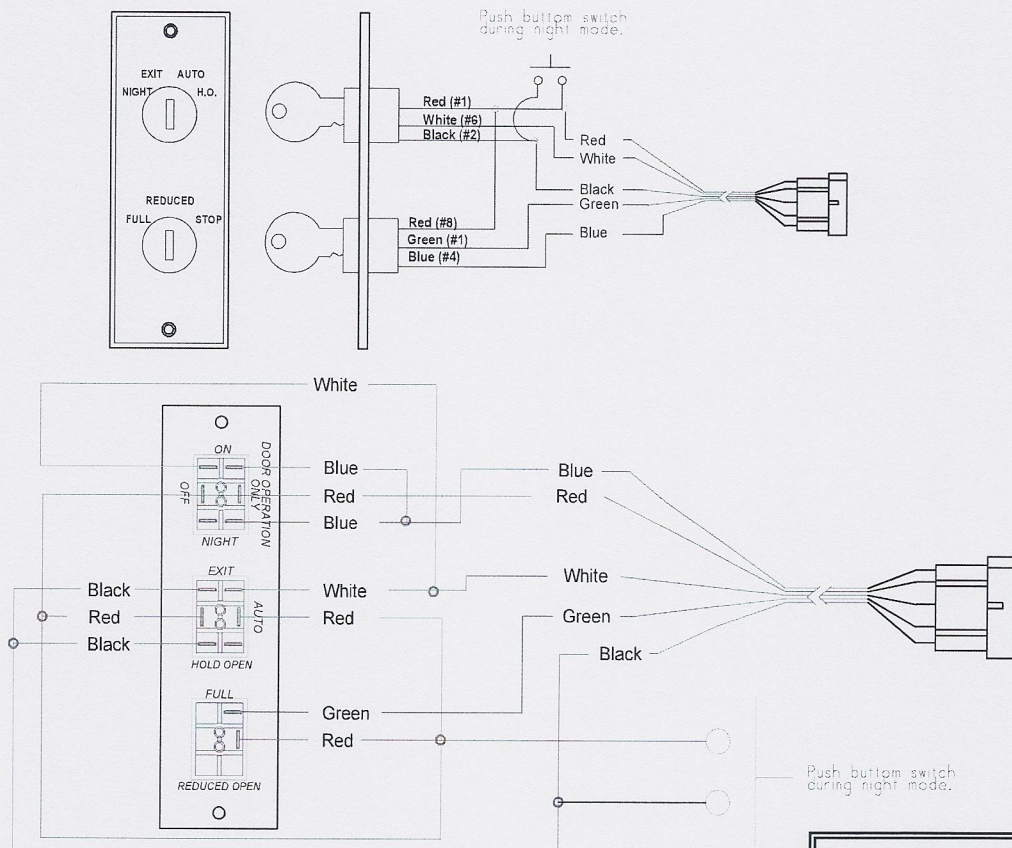 Push buttom switch
during night mode.
EXIT AUTO
NIGHT H.O.
Red (#1)
White (#6)
Black (#2)
Red
White
Black
Green
Blue
REDUCED
FULL STOP
Red (#8)
Green (#1)
Blue (#4)
White
ON
DOOR OPERATION
ONLY
OFF
NIGHT
Blue
Red
Blue
Blue
Red
EXIT
AUTO
HOLD OPEN
Black
Red
Black
White
Red
White
Green
Black
FULL
Green
Red
REDUCED OPEN
Push buttom switch
during night mode.